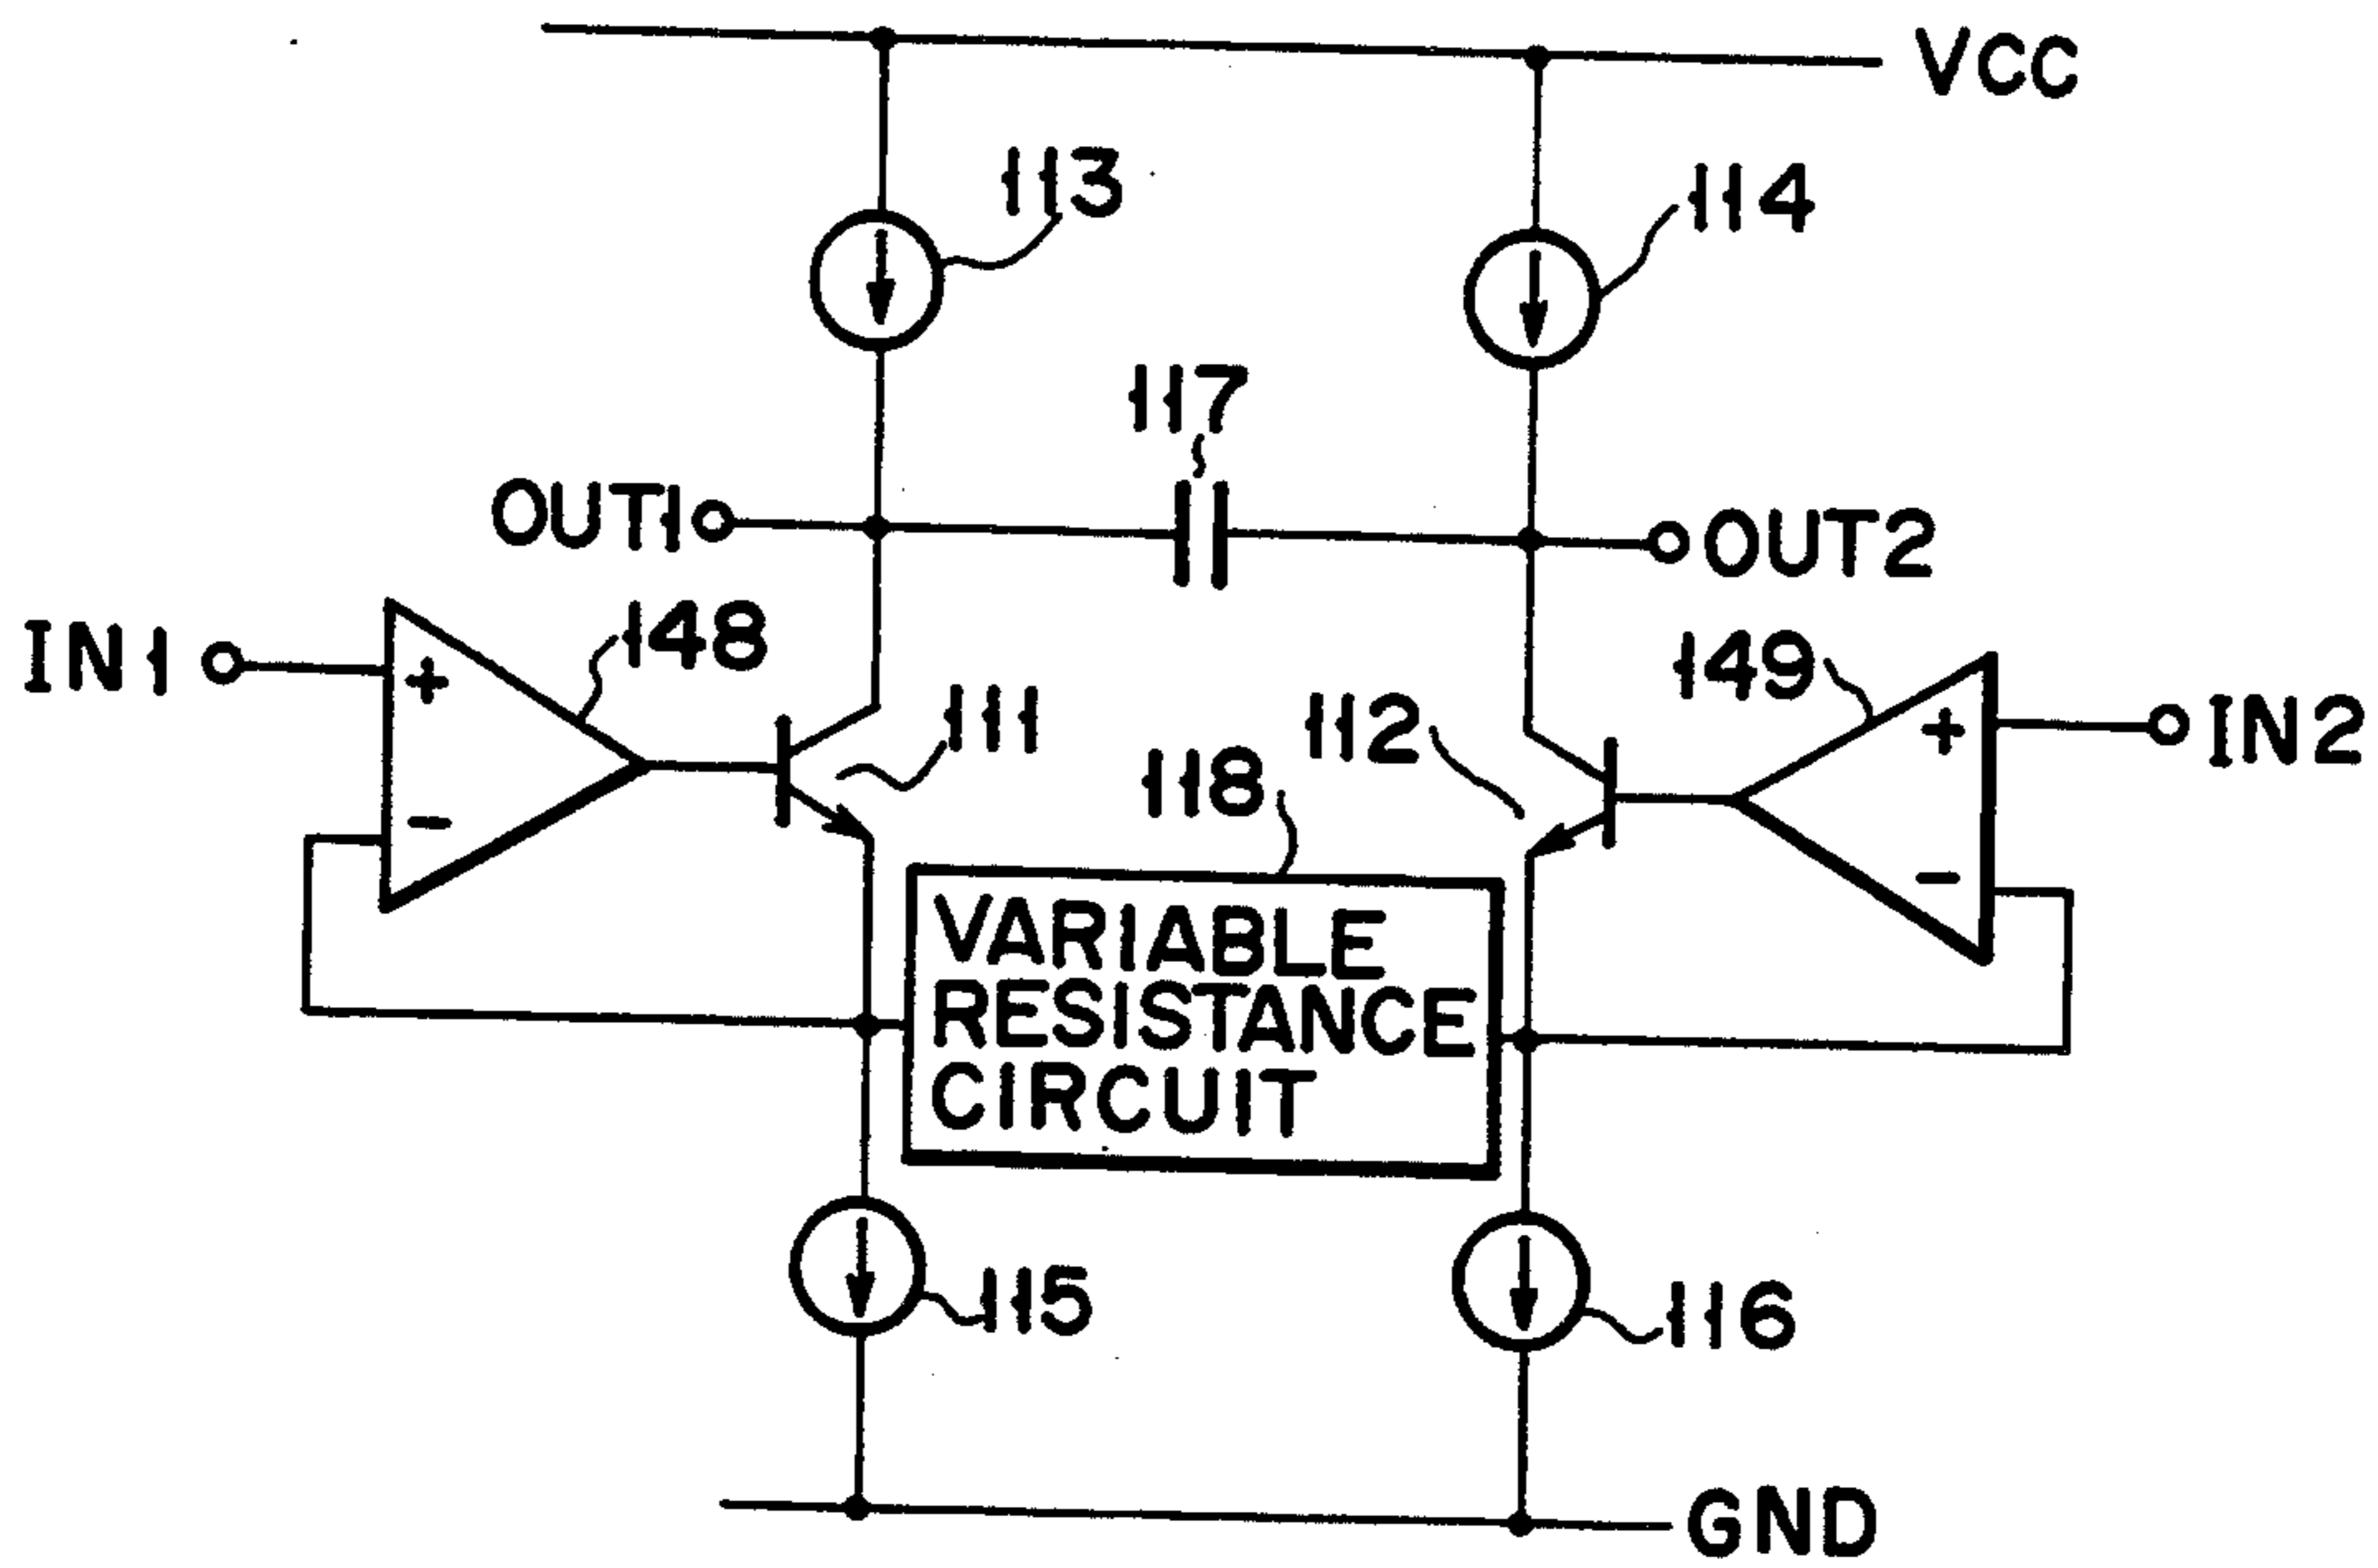 VCC
113
114
117
OUT1
OUT2
IN1
+
148
111
112
149
+
IN2
118
-
-
VARIABLE
RESISTANCE
CIRCUIT
115
116
GND